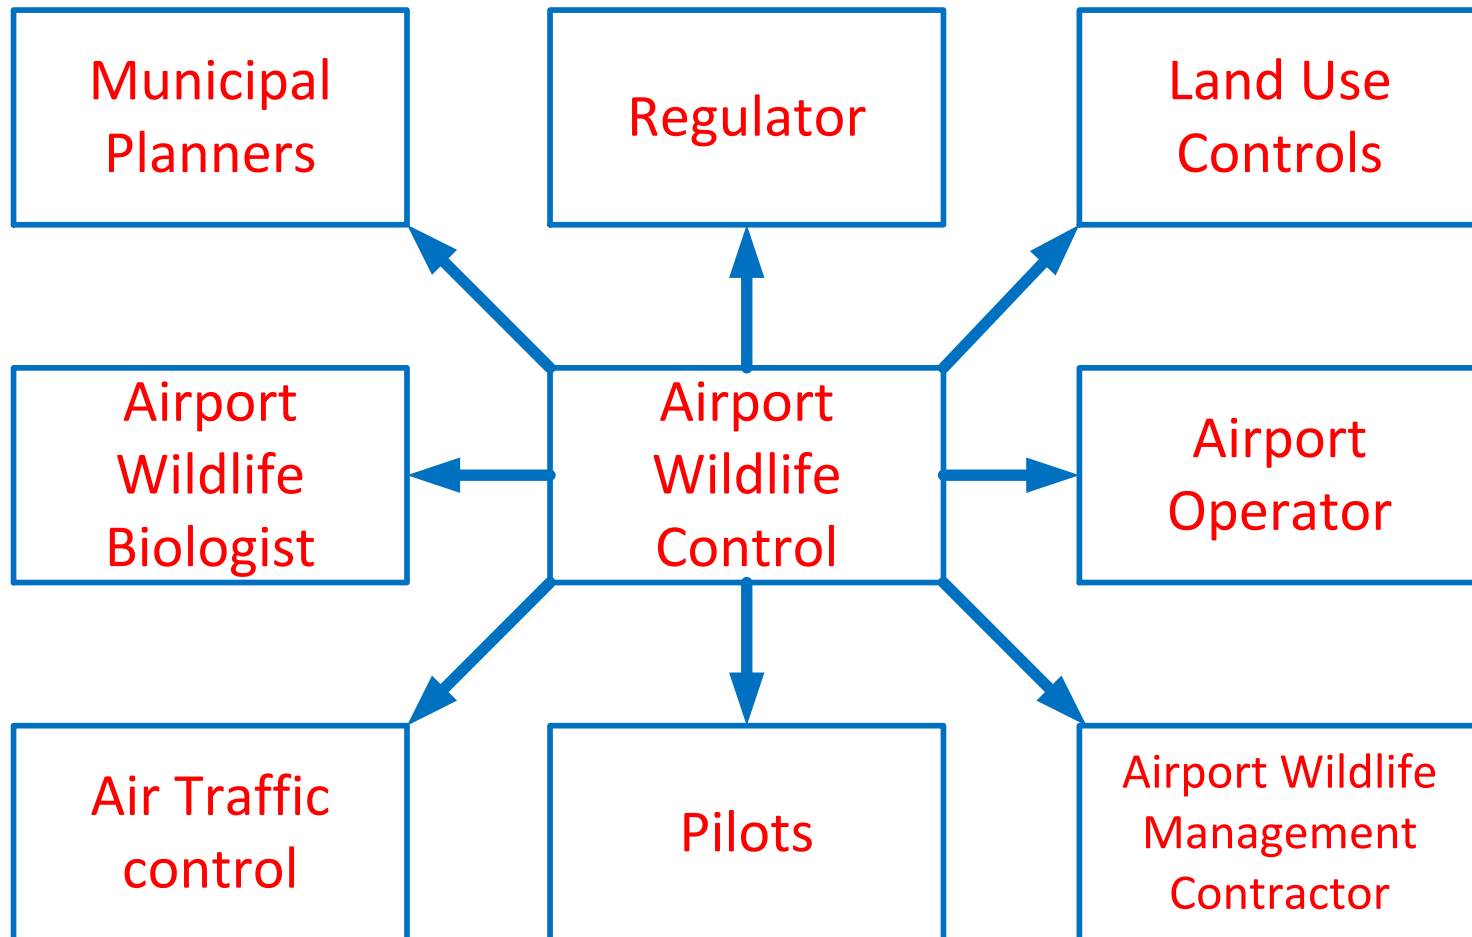 Municipal
Planners
Regulator
Land Use
Controls
Airport
Wildlife
Biologist
Airport
Wildlife
Control
Airport
Operator
Air Traffic
control
Pilots
Airport Wildlife
Management
Contractor